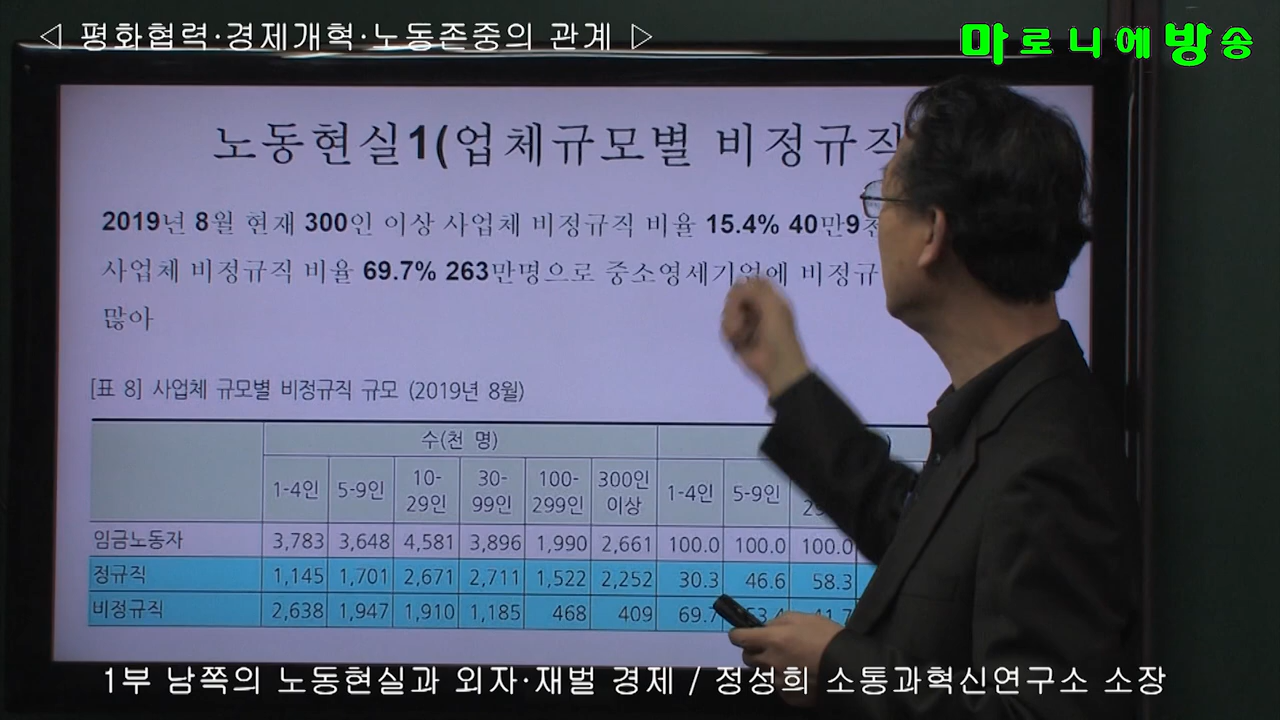 ◁ 평화협력·경제개혁·노동존중의 관계 ▷
마로니에방송
노동현실1(업체규모별 비정규직
2019년 8월 현재 300인 이상 사업체 비정규직 비율 15.4% 40만9천
사업체 비정규직 비율 69.7% 263만명으로 중소영세기업에 비정규
많아
[표 8] 사업체 규모별 비정규직 규모 (2019년 8월)
수(천 명)
1-4인 5-9인 10-29인 30-99인 100-299인 300인 이상 1-4인 5-9인
임금노동자 3,783 3,648 4,581 3,896 1,990 2,661 100.0 100.0 100.0
정규직 1,145 1,701 2,671 2,711 1,522 2,252 30.3 46.6 58.3
비정규직 2,638 1,947 1,910 1,185 468 409 69.7 53.4 41.7
1부 남쪽의 노동현실과 외자·재벌 경제 / 정성희 소통과혁신연구소 소장